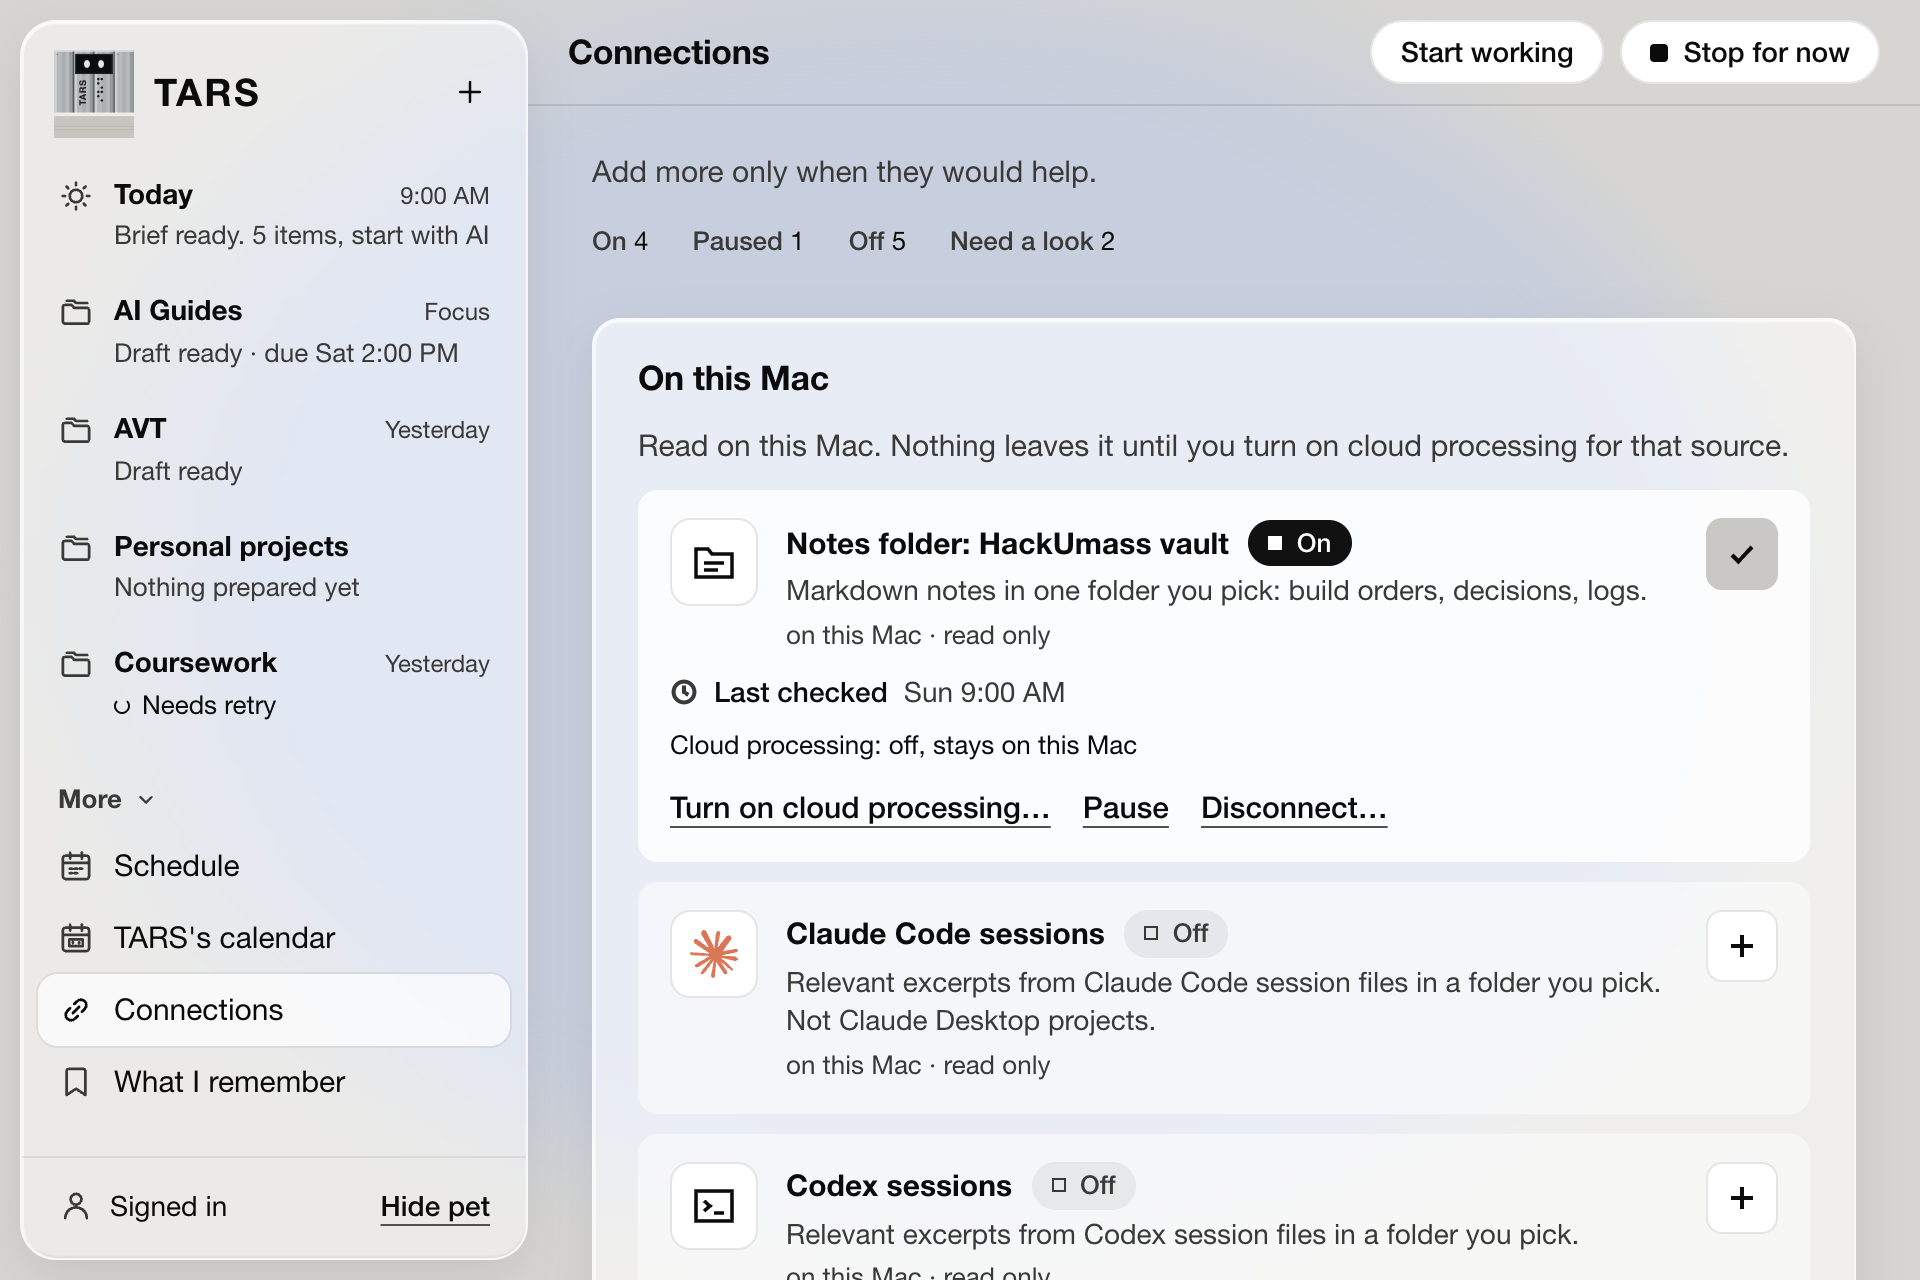 TARS
TARS
Today
9:00 AM
Brief ready. 5 items, start with AI
AI Guides
Focus
Draft ready · due Sat 2:00 PM
AVT
Yesterday
Draft ready
Personal projects
Nothing prepared yet
Coursework
Yesterday
Needs retry
More
Schedule
TARS's calendar
Connections
What I remember
Signed in
Hide pet
Connections
Start working
Stop for now
Add more only when they would help.
On 4
Paused 1
Off 5
Need a look 2
On this Mac
Read on this Mac. Nothing leaves it until you turn on cloud processing for that source.
Notes folder: HackUmass vault
On
Markdown notes in one folder you pick: build orders, decisions, logs.
on this Mac · read only
Last checked Sun 9:00 AM
Cloud processing: off, stays on this Mac
Turn on cloud processing...
Pause
Disconnect...
Claude Code sessions
Off
Relevant excerpts from Claude Code session files in a folder you pick.
Not Claude Desktop projects.
on this Mac · read only
Codex sessions
Off
Relevant excerpts from Codex session files in a folder you pick.
on this Mac · read only